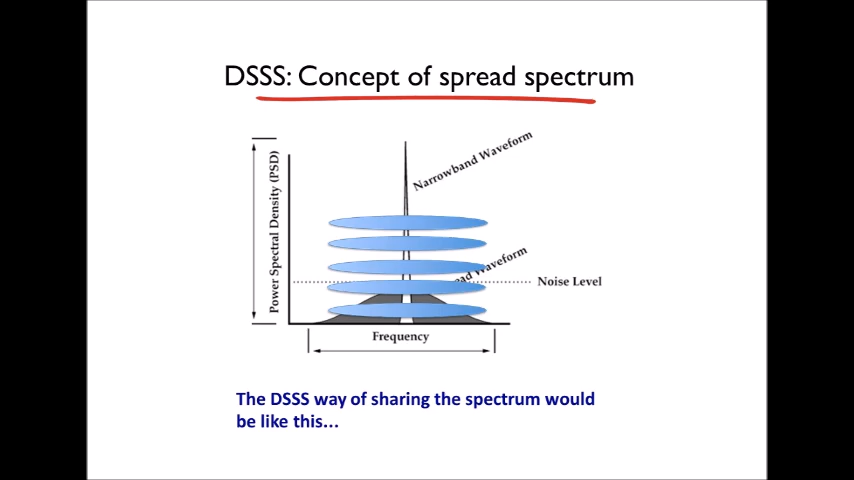 DSSS: Concept of spread spectrum
Power Spectral Density (PSD)
Narrowband Waveform
Waveform
Noise Level
Frequency
The DSSS way of sharing the spectrum would
be like this...